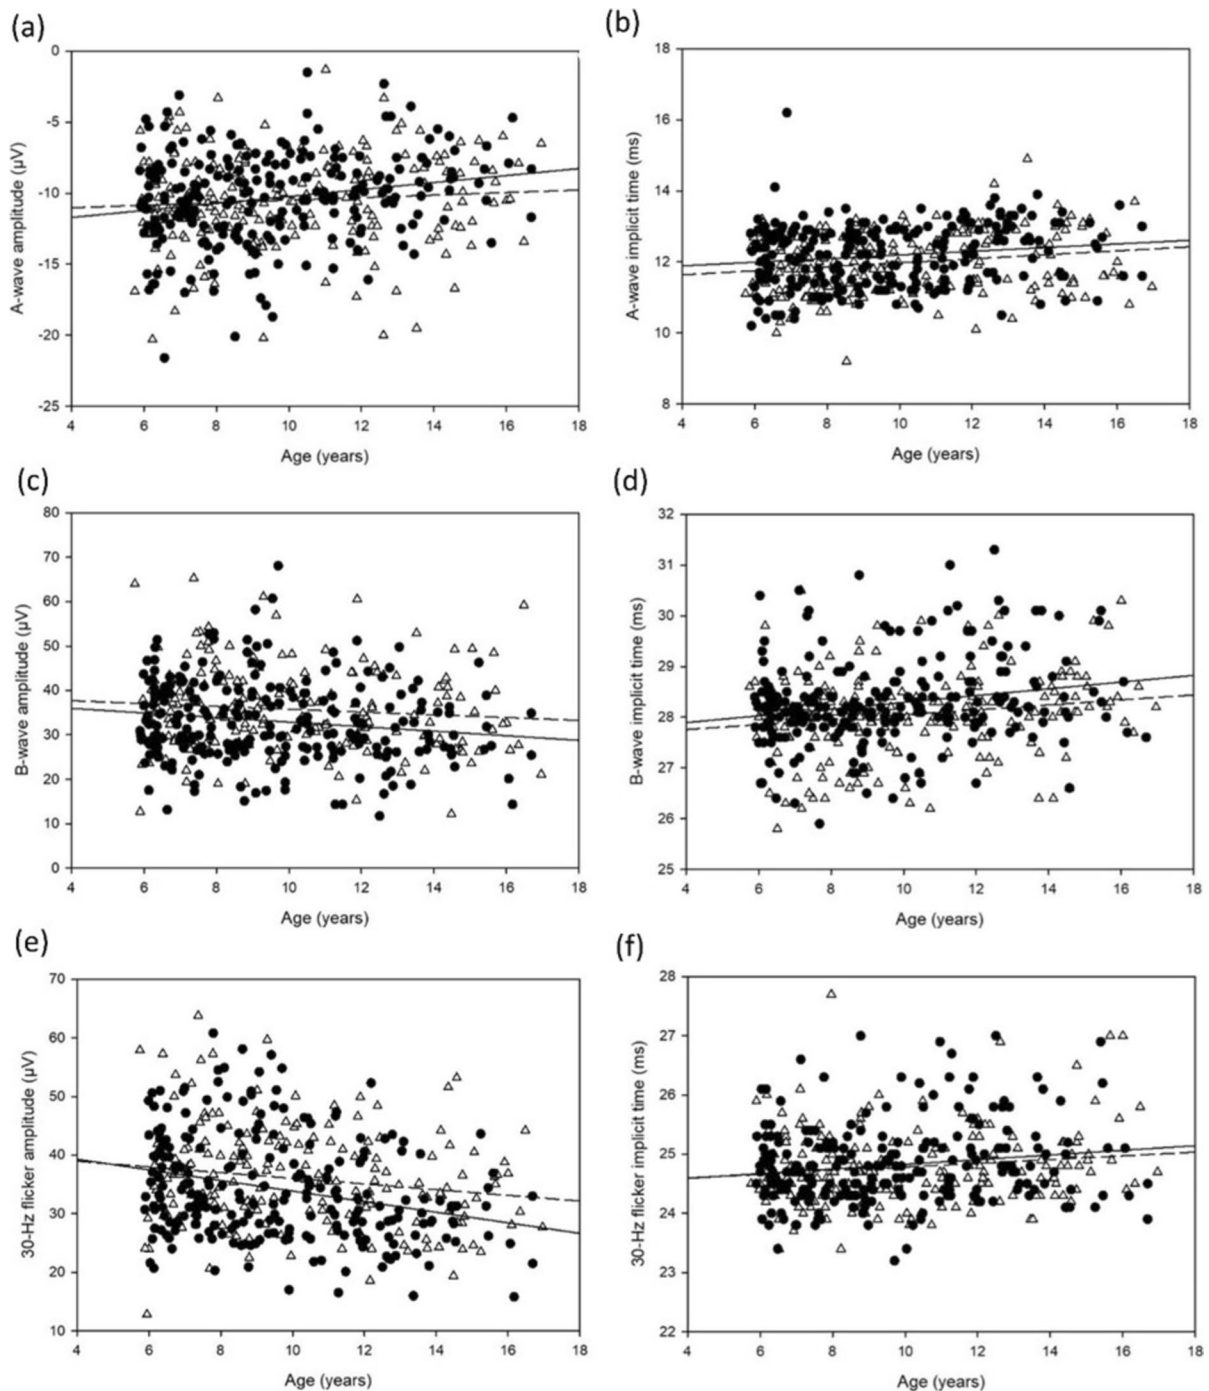 (a)
0
-5
-10
-15
-20
-25
A-wave amplitude (µV)
4 6 8 10 12 14 16 18
Age (years)
(b)
18
16
14
12
10
8
A-wave implicit time (ms)
4 6 8 10 12 14 16 18
Age (years)
(c)
80
70
60
50
40
30
20
10
0
B-wave amplitude (µV)
4 6 8 10 12 14 16 18
Age (years)
(d)
32
31
30
29
28
27
26
25
B-wave implicit time (ms)
4 6 8 10 12 14 16 18
Age (years)
(e)
70
60
50
40
30
20
10
30-Hz flicker amplitude (µV)
4 6 8 10 12 14 16 18
Age (years)
(f)
28
27
26
25
24
23
22
30-Hz flicker implicit time (ms)
4 6 8 10 12 14 16 18
Age (years)